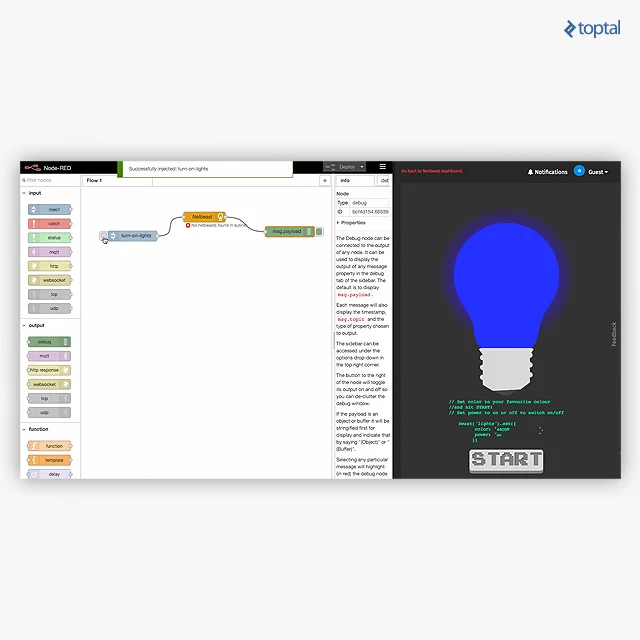 toptal
Node-RED
Successfully injected: turn-on-lights
Deploy
Go back to Netbeast dashboard.
Notifications
0
Guest
filter nodes
Flow 1
+
info
deb
input
inject
catch
status
mqtt
http
websocket
tcp
udp
output
debug
mqtt
http response
websocket
tcp
udp
function
function
template
delay
turn-on-lights
Netbeast
No netbeasts found in subnet
msg.payload
Node
Type debug
ID bcf4d154.68539
Properties
The Debug node can be
connected to the output
of any node. It can be
used to display the
output of any message
property in the debug
tab of the sidebar. The
default is to display
msg.payload.
Each message will also
display the timestamp,
msg.topic and the
type of property chosen
to output.
The sidebar can be
accessed under the
options drop-down in
the top right corner.
The button to the right
of the node will toggle
its output on and off so
you can de-clutter the
debug window.
If the payload is an
object or buffer it will be
stringified first for
display and indicate that
by saying "(Object)" or "
(Buffer)".
Selecting any particular
message will highlight
(in red) the debug node
Feedback
// Set color to your favourite colour
//and hit START!
// Set power to on or off to switch on/off
beast('lights').set({
color:
power: "on
})
START